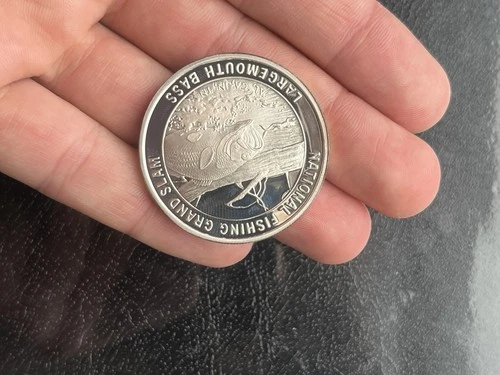 LARGEMOUTH BASS
NATIONAL FISHING GRAND SLAM